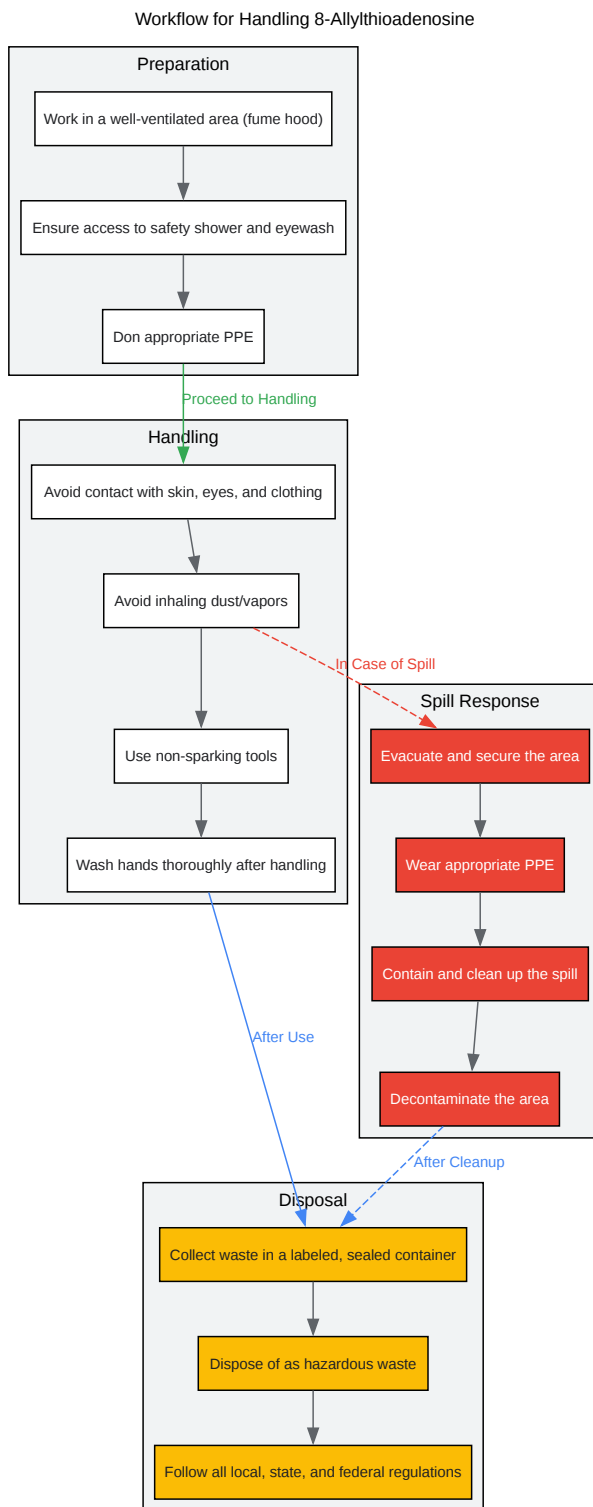 Workflow for Handling 8-Allylthioadenosine
Preparation
Work in a well-ventilated area (fume hood)
Ensure access to safety shower and eyewash
Don appropriate PPE
Proceed to Handling
Handling
Avoid contact with skin, eyes, and clothing
Avoid inhaling dust/vapors
In Case of Spill
Spill Response
Evacuate and secure the area
Use non-sparking tools
Wear appropriate PPE
Wash hands thoroughly after handling
Contain and clean up the spill
After Use
Decontaminate the area
After Cleanup
Disposal
Collect waste in a labeled, sealed container
Dispose of as hazardous waste
Follow all local, state, and federal regulations